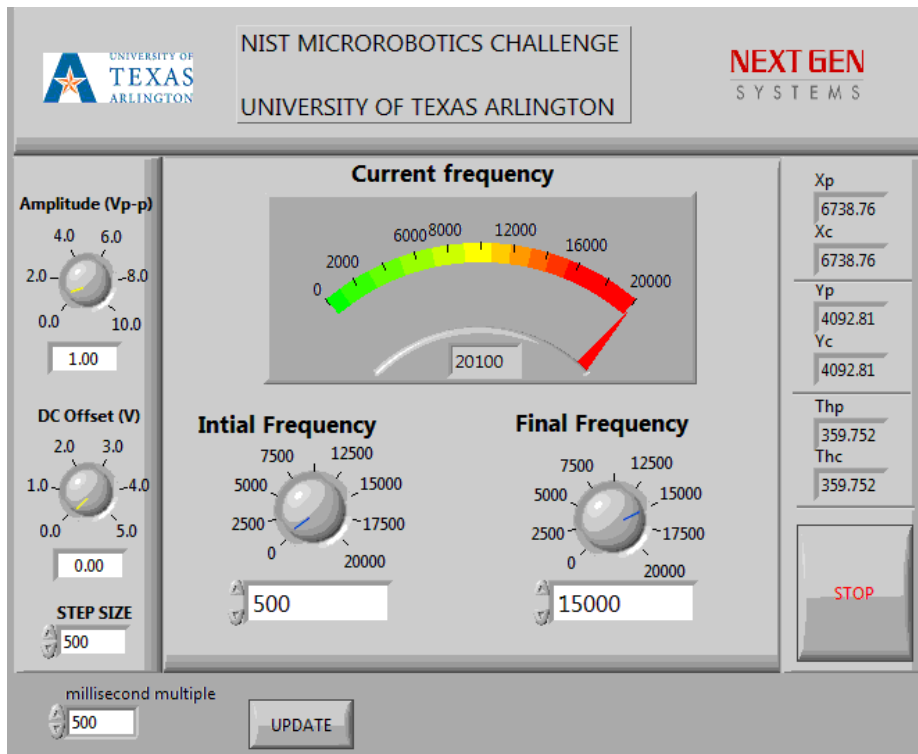 UNIVERSITY OF
TEXAS
ARLINGTON
NIST MICROROBOTICS CHALLENGE
UNIVERSITY OF TEXAS ARLINGTON
NEXT GEN
SYSTEMS
Amplitude (Vp-p)
4.0 6.0
2.0 8.0
0.0 10.0
1.00
DC Offset (V)
2.0 3.0
1.0 4.0
0.0 5.0
0.00
STEP SIZE
500
Current frequency
0 2000 6000 8000 12000 16000 20000
20100
Intial Frequency
7500 12500
5000 15000
2500 17500
0 20000
500
Final Frequency
7500 12500
5000 15000
2500 17500
0 20000
15000
Xp
6738.76
Xc
6738.76
Yp
4092.81
Yc
4092.81
Thp
359.752
Thc
359.752
STOP
millisecond multiple
500
UPDATE